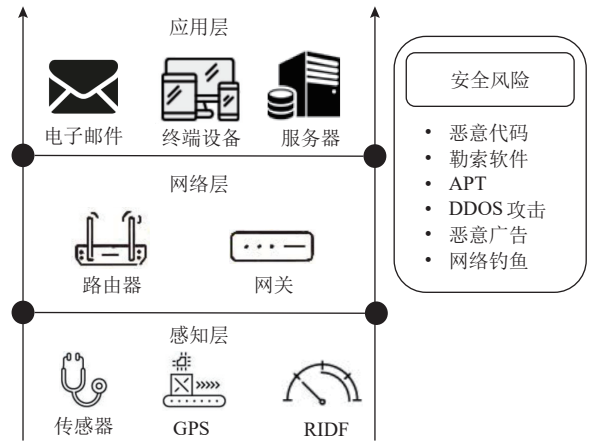 应用层
电子邮件 终端设备 服务器
网络层
路由器 网关
感知层
传感器 GPS RIDF
安全风险
• 恶意代码
• 勒索软件
• APT
• DDOS 攻击
• 恶意广告
• 网络钓鱼